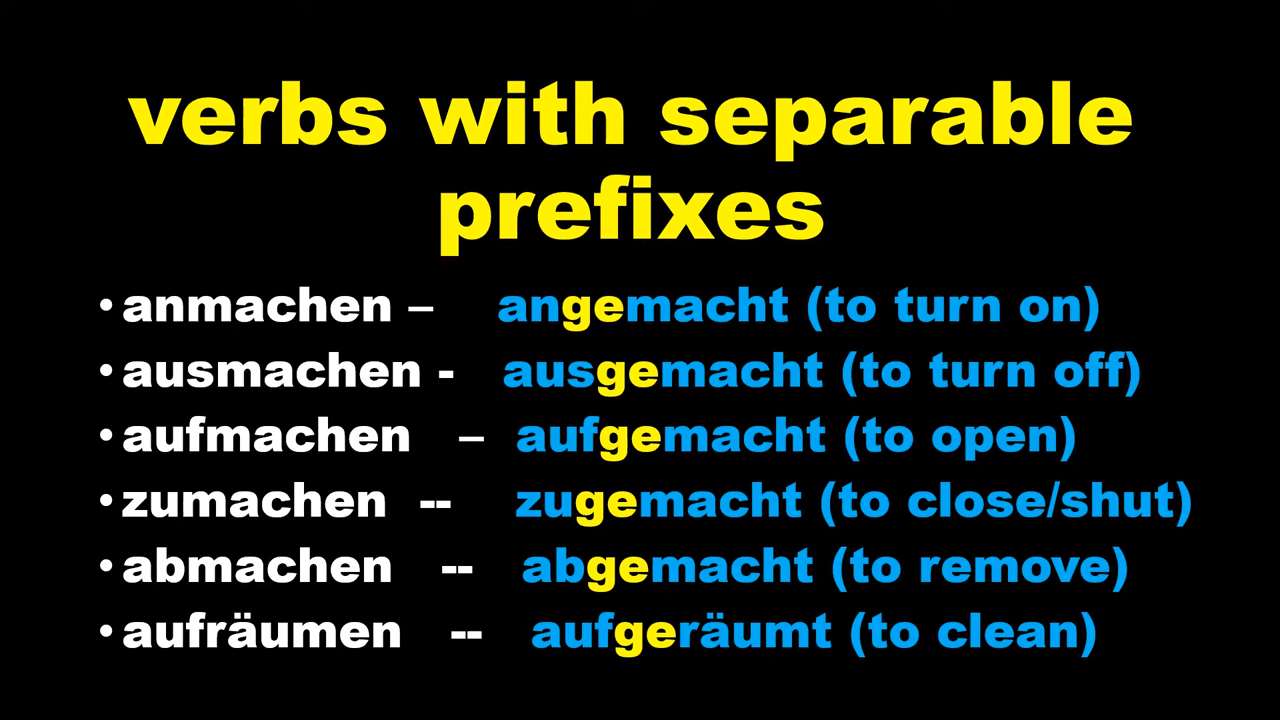 verbs with separable
prefixes
• anmachen – angemacht (to turn on)
• ausmachen - ausgemacht (to turn off)
• aufmachen – aufgemacht (to open)
• zumachen -- zugemacht (to close/shut)
• abmachen -- abgemacht (to remove)
• aufräumen -- aufgeräumt (to clean)